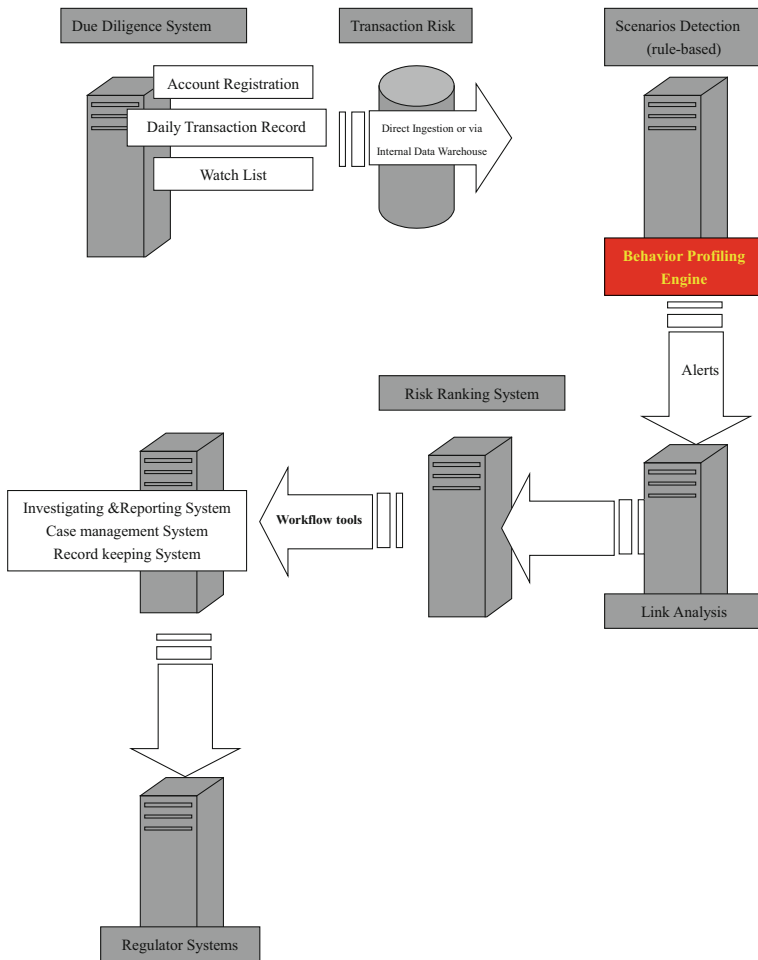 Due Diligence System
Transaction Risk
Scenarios Detection
(rule-based)
Account Registration
Daily Transaction Record
Watch List
Direct Ingestion or via
Internal Data Warehouse
Behavior Profiling
Engine
Alerts
Risk Ranking System
Investigating &Reporting System
Case management System
Record keeping System
Workflow tools
Link Analysis
Regulator Systems